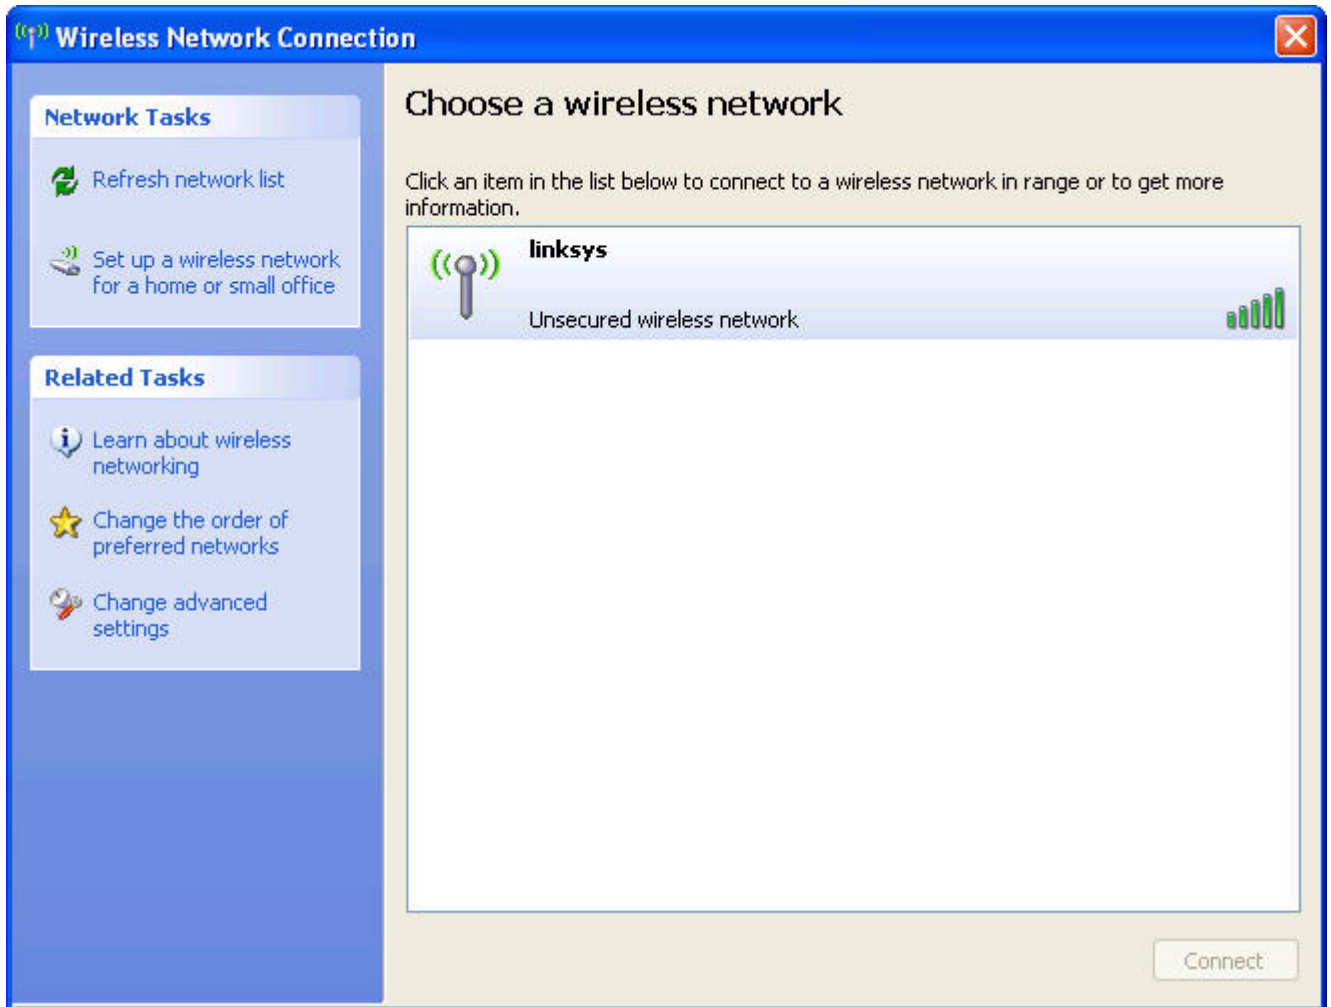 Wireless Network Connection
Network Tasks
Refresh network list
Set up a wireless network
for a home or small office
Related Tasks
Learn about wireless
networking
Change the order of
preferred networks
Change advanced
settings
Choose a wireless network
Click an item in the list below to connect to a wireless network in range or to get more
information.
linksys
Unsecured wireless network
Connect